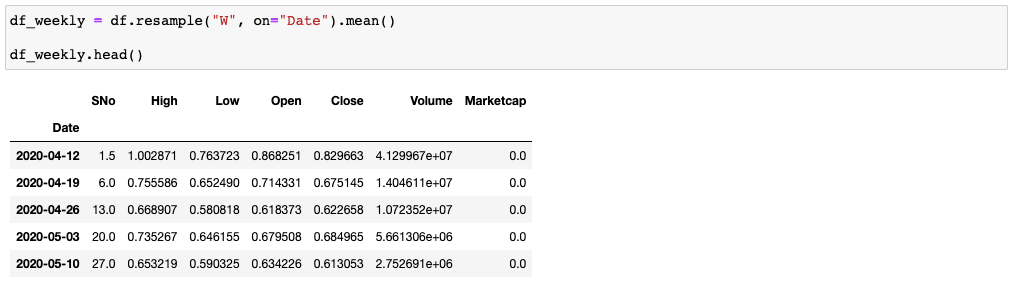 df_weekly = df.resample("W", on="Date").mean()
df_weekly.head()
SNo High Low Open Close Volume Marketcap
Date
2020-04-12 1.5 1.002871 0.763723 0.868251 0.829663 4.129967e+07 0.0
2020-04-19 6.0 0.755586 0.652490 0.714331 0.675145 1.404611e+07 0.0
2020-04-26 13.0 0.668907 0.580818 0.618373 0.622658 1.072352e+07 0.0
2020-05-03 20.0 0.735267 0.646155 0.679508 0.684965 5.661306e+06 0.0
2020-05-10 27.0 0.653219 0.590325 0.634226 0.613053 2.752691e+06 0.0